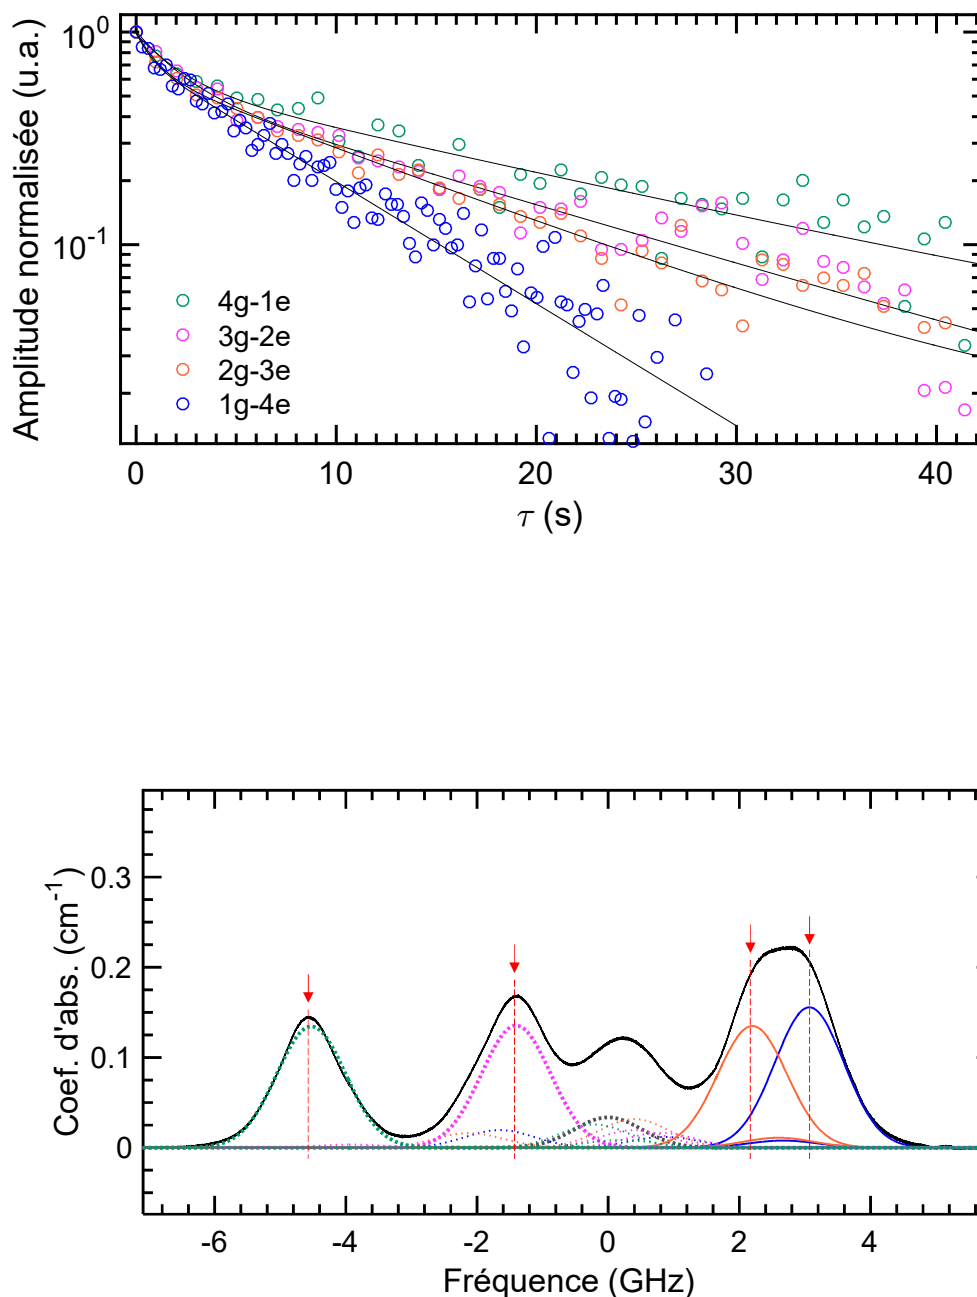 Amplitude normalisée (u.a.)
10⁰
10⁻¹
4g-1e
3g-2e
2g-3e
1g-4e
0 10 20 30 40
τ (s)
Coef. d'abs. (cm⁻¹)
0.3
0.2
0.1
0
-6 -4 -2 0 2 4
Fréquence (GHz)